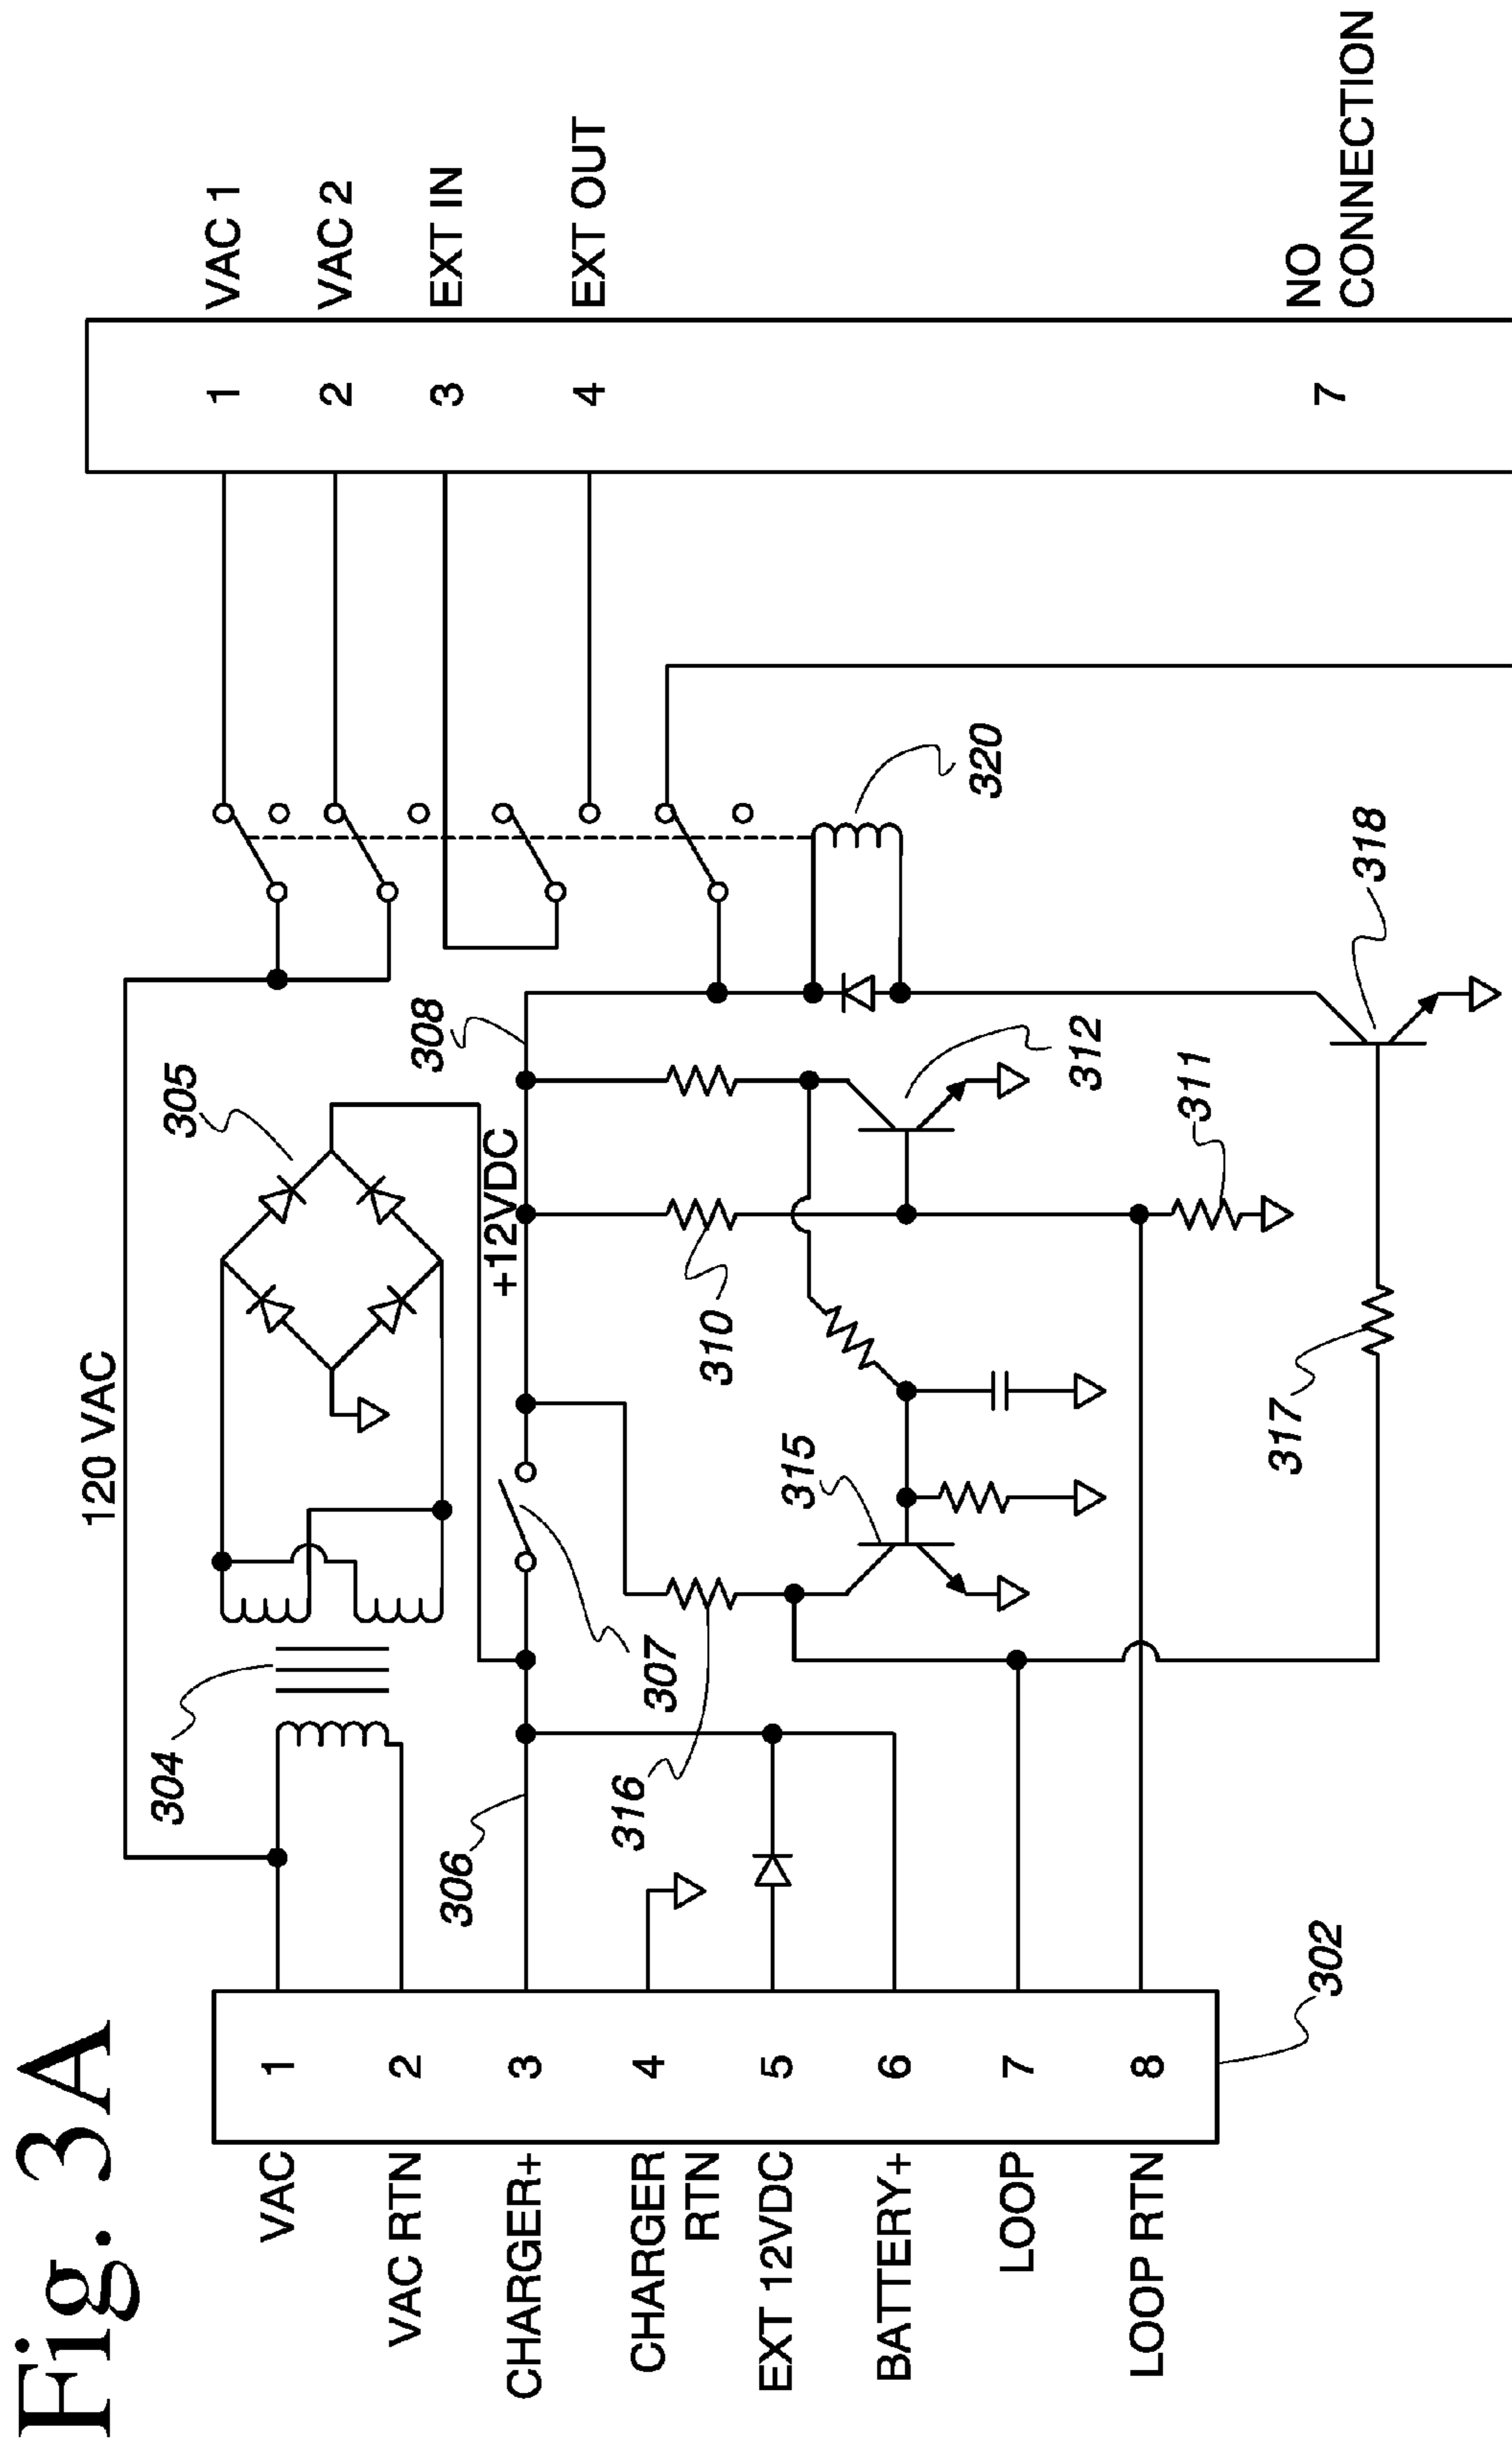 Fig. 3A
VAC
VAC RTN
CHARGER+
CHARGER
RTN
EXT 12VDC
BATTERY+
LOOP
LOOP RTN
1
2
3
4
5
6
7
8
302
120 VAC
304
305
306
307
+12VDC
308
316
310
315
312
311
317
320
318
1
2
3
4
7
VAC 1
VAC 2
EXT IN
EXT OUT
NO
CONNECTION